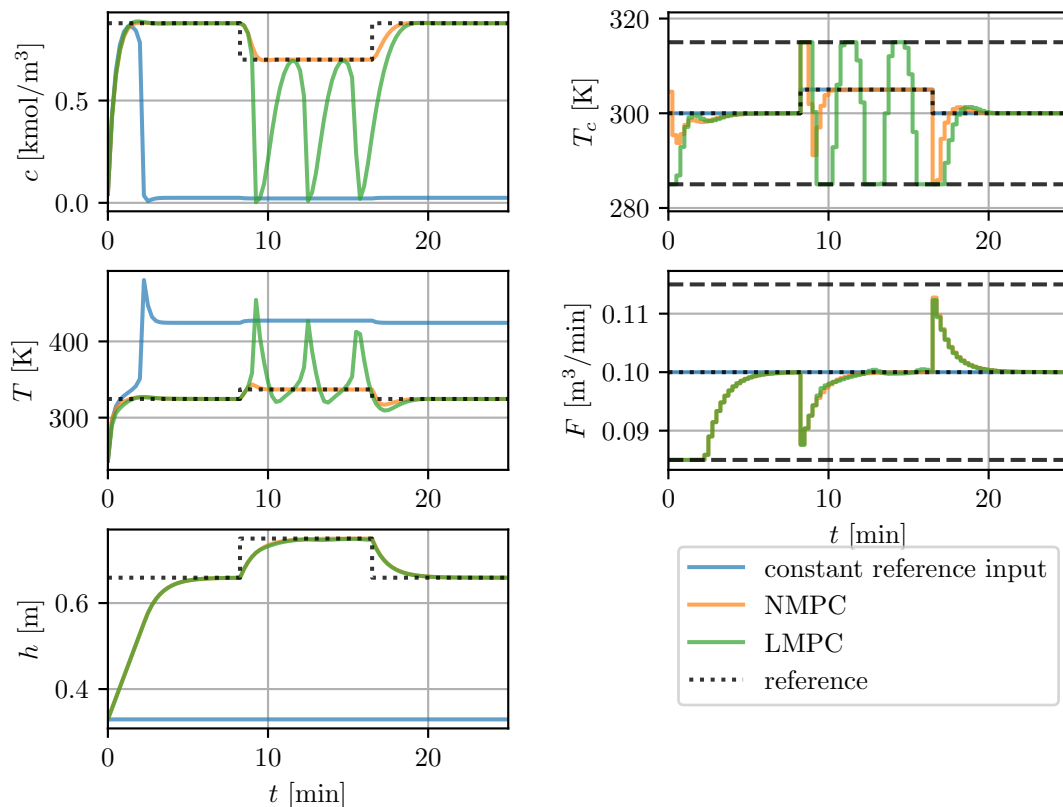 c [kmol/m³]
0.5
0.0
0
10
20
T_c [K]
320
300
280
0
10
20
T [K]
400
300
0
10
20
F [m³/min]
0.11
0.10
0.09
0
10
20
t [min]
h [m]
0.6
0.4
0
10
20
t [min]
constant reference input
NMPC
LMPC
reference